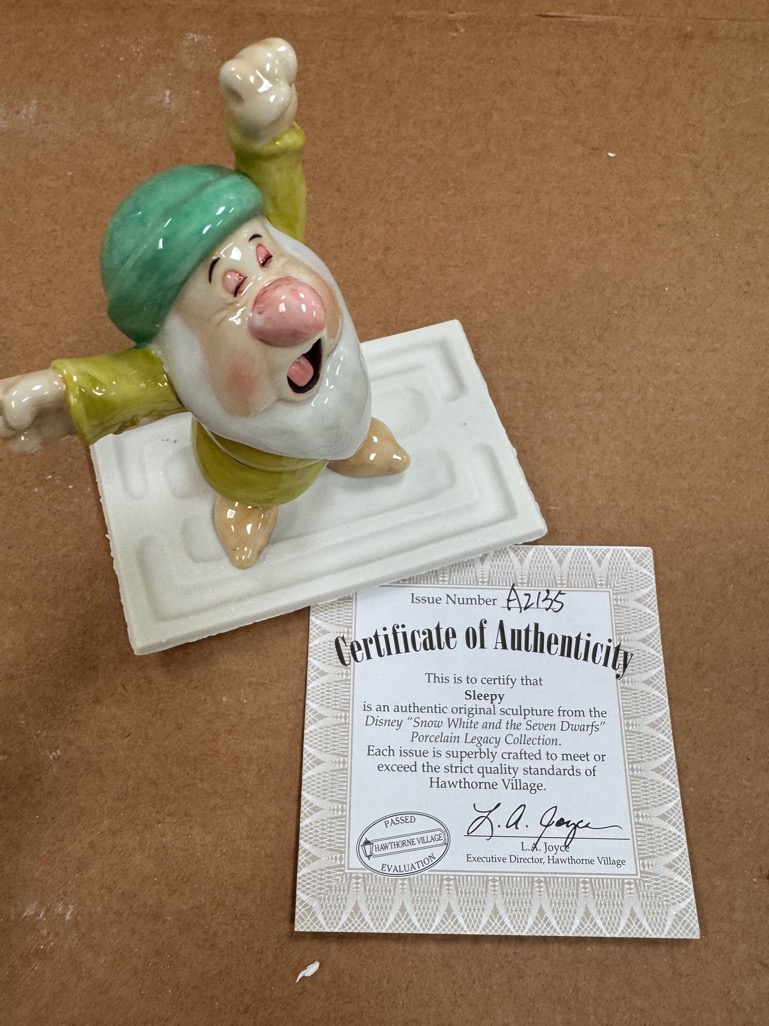 Issue Number A2135
Certificate of Authenticity
This is to certify that
Sleepy
is an authentic original sculpture from the
Disney "Snow White and the Seven Dwarfs"
Porcelain Legacy Collection.
Each issue is superbly crafted to meet or
exceed the strict quality standards of
Hawthorne Village.
L. A. Joyce
L.A. Joyce
Executive Director, Hawthorne Village
PASSED
HAWTHORNE VILLAGE
EVALUATION